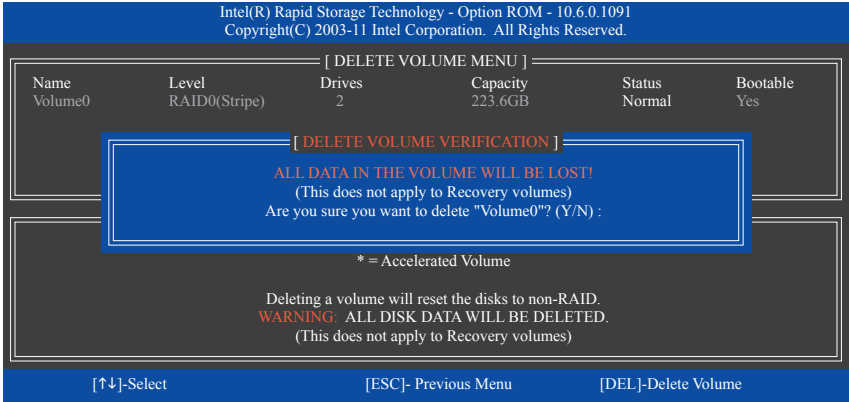 Intel(R) Rapid Storage Technology - Option ROM - 10.6.0.1091
Copyright(C) 2003-11 Intel Corporation. All Rights Reserved.
[ DELETE VOLUME MENU ]
Name Level Drives Capacity Status Bootable
Volume0 RAID0(Stripe) 2 223.6GB Normal Yes
[ DELETE VOLUME VERIFICATION ]
ALL DATA IN THE VOLUME WILL BE LOST!
(This does not apply to Recovery volumes)
Are you sure you want to delete "Volume0"? (Y/N) :
* = Accelerated Volume
Deleting a volume will reset the disks to non-RAID.
WARNING: ALL DISK DATA WILL BE DELETED.
(This does not apply to Recovery volumes)
[↑↓]-Select [ESC]- Previous Menu [DEL]-Delete Volume